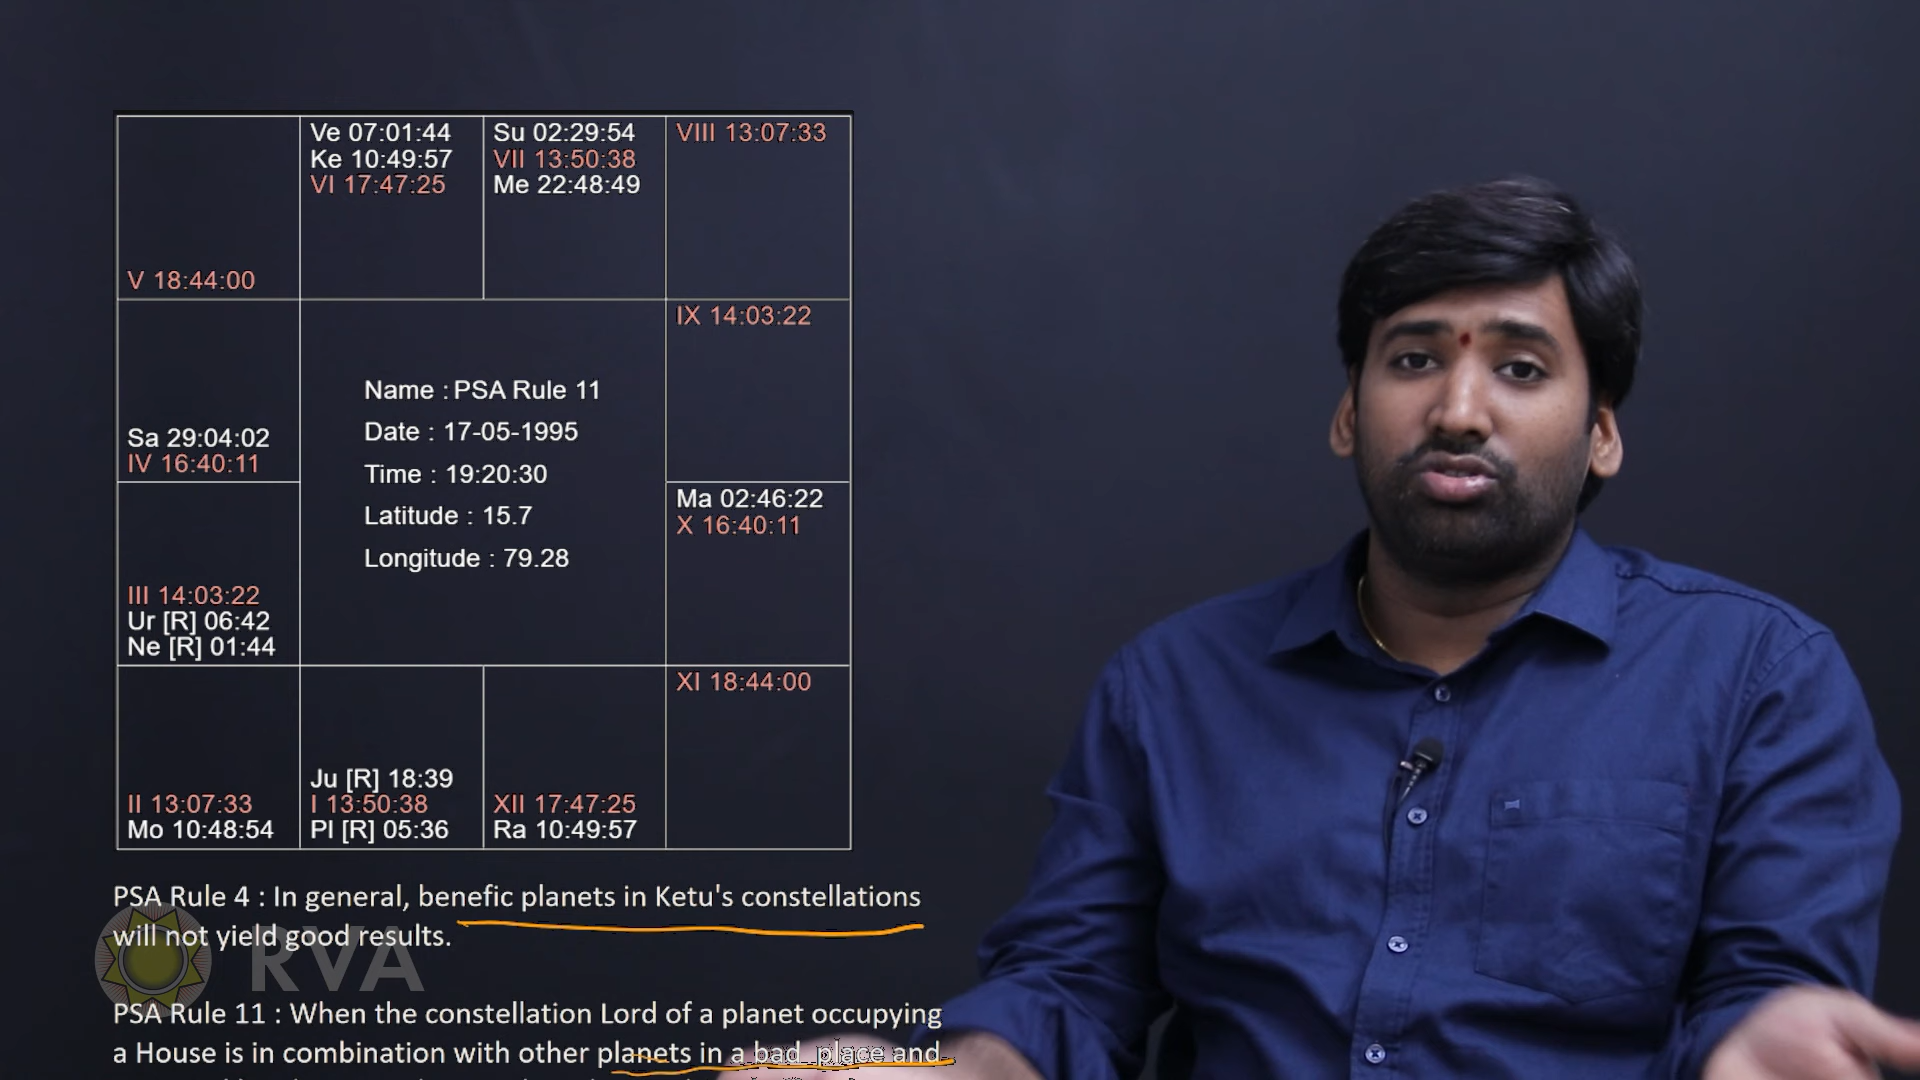 Ve 07:01:44
Ke 10:49:57
VI 17:47:25
Su 02:29:54
VII 13:50:38
Me 22:48:49
VIII 13:07:33
V 18:44:00
IX 14:03:22
Sa 29:04:02
IV 16:40:11
Name : PSA Rule 11
Date : 17-05-1995
Time : 19:20:30
Latitude : 15.7
Longitude : 79.28
Ma 02:46:22
X 16:40:11
III 14:03:22
Ur [R] 06:42
Ne [R] 01:44
XI 18:44:00
II 13:07:33
Mo 10:48:54
Ju [R] 18:39
I 13:50:38
Pl [R] 05:36
XII 17:47:25
Ra 10:49:57
PSA Rule 4 : In general, benefic planets in Ketu's constellations
will not yield good results.
RVA
PSA Rule 11 : When the constellation Lord of a planet occupying
a House is in combination with other planets in a bad place and